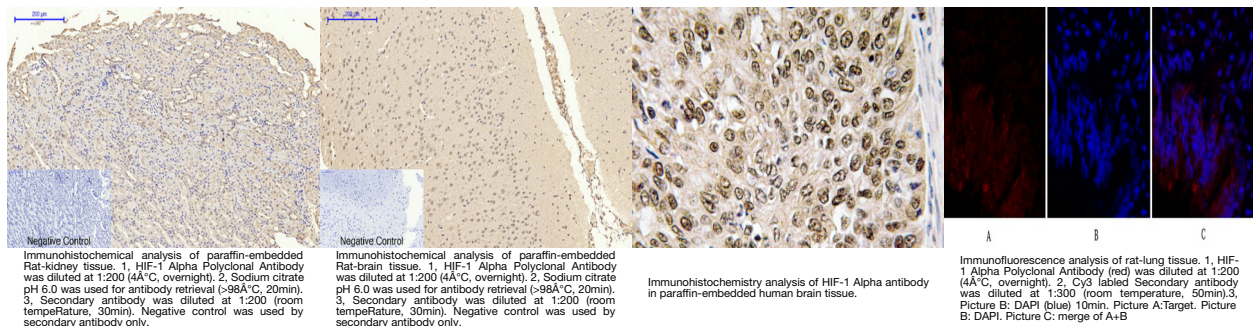 200 µm
Negative Control
Immunohistochemical analysis of paraffin-embedded
Rat-kidney tissue. 1, HIF-1 Alpha Polyclonal Antibody
was diluted at 1:200 (4Â°C, overnight). 2, Sodium citrate
pH 6.0 was used for antibody retrieval (>98Â°C, 20min).
3, Secondary antibody was diluted at 1:200 (room
tempeRature, 30min). Negative control was used by
secondary antibody only.
200 µm
Negative Control
Immunohistochemical analysis of paraffin-embedded
Rat-brain tissue. 1, HIF-1 Alpha Polyclonal Antibody
was diluted at 1:200 (4Â°C, overnight). 2, Sodium citrate
pH 6.0 was used for antibody retrieval (>98Â°C, 20min).
3, Secondary antibody was diluted at 1:200 (room
tempeRature, 30min). Negative control was used by
secondary antibody only.
Immunohistochemistry analysis of HIF-1 Alpha antibody
in paraffin-embedded human brain tissue.
A B C
Immunofluorescence analysis of rat-lung tissue. 1, HIF-
1 Alpha Polyclonal Antibody (red) was diluted at 1:200
(4Â°C, overnight). 2, Cy3 labled Secondary antibody
was diluted at 1:300 (room temperature, 50min).3,
Picture B: DAPI (blue) 10min. Picture A:Target. Picture
B: DAPI. Picture C: merge of A+B